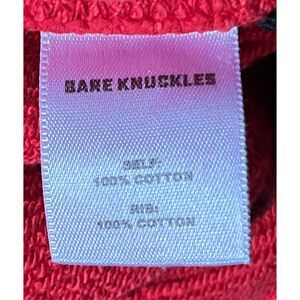 BARE KNUCKLES
SELF:
100% COTTON
RIB:
100% COTTON